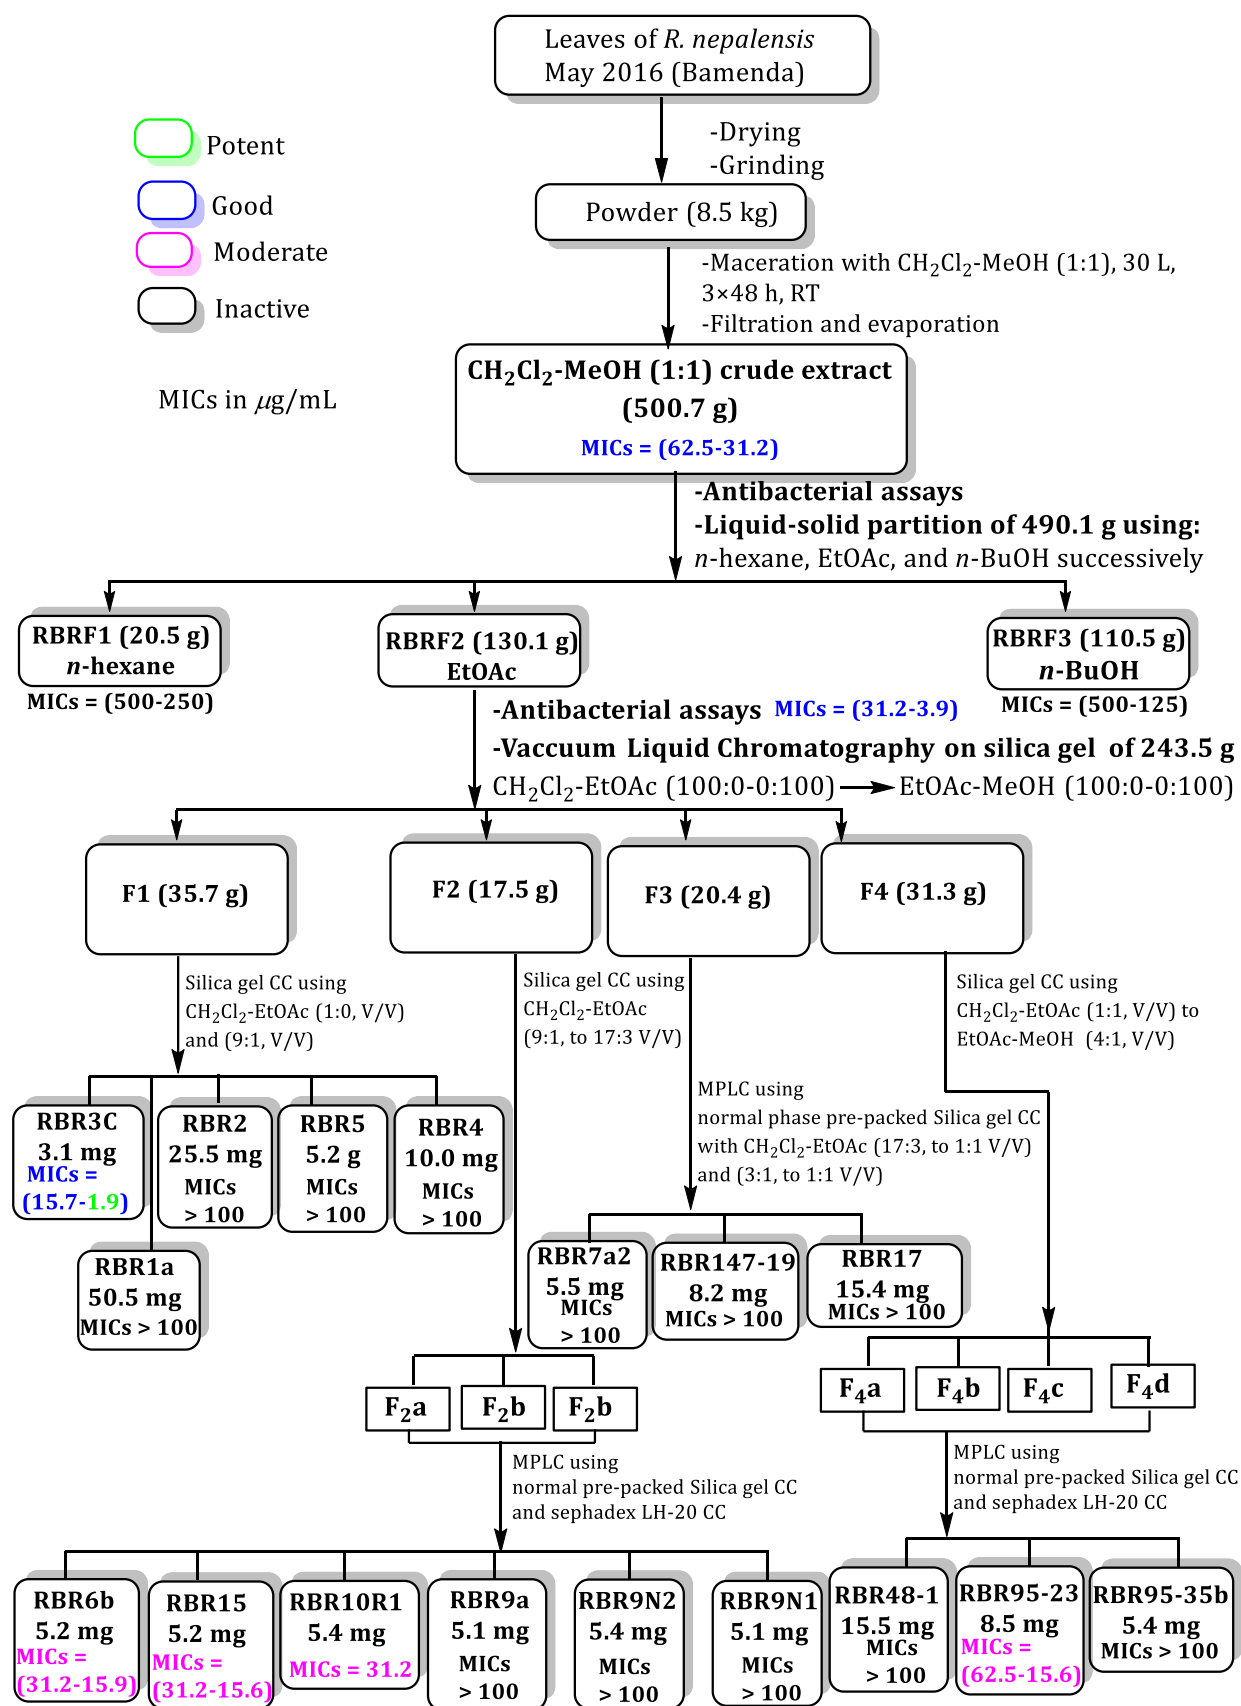 Leaves of R. nepalensis
May 2016 (Bamenda)
Potent
Good
Moderate
Inactive
MICs in µg/mL
-Drying
-Grinding
Powder (8.5 kg)
-Maceration with CH₂Cl₂-MeOH (1:1), 30 L,
3×48 h, RT
-Filtration and evaporation
CH₂Cl₂-MeOH (1:1) crude extract
(500.7 g)
MICs = (62.5-31.2)
-Antibacterial assays
-Liquid-solid partition of 490.1 g using:
n-hexane, EtOAc, and n-BuOH successively
RBRF1 (20.5 g)
n-hexane
MICs = (500-250)
RBRF2 (130.1 g)
EtOAc
RBRF3 (110.5 g)
n-BuOH
MICs = (500-125)
-Antibacterial assays MICs = (31.2-3.9)
-Vaccuum Liquid Chromatography on silica gel of 243.5 g
CH₂Cl₂-EtOAc (100:0-0:100) EtOAc-MeOH (100:0-0:100)
F1 (35.7 g)
F2 (17.5 g)
F3 (20.4 g)
F4 (31.3 g)
Silica gel CC using
CH₂Cl₂-EtOAc (1:0, V/V)
and (9:1, V/V)
Silica gel CC using
CH₂Cl₂-EtOAc
(9:1, to 17:3 V/V)
MPLC using
normal phase pre-packed Silica gel CC
with CH₂Cl₂-EtOAc (17:3, to 1:1 V/V)
and (3:1, to 1:1 V/V)
Silica gel CC using
CH₂Cl₂-EtOAc (1:1, V/V) to
EtOAc-MeOH (4:1, V/V)
RBR3C
3.1 mg
MICs =
(15.7-1.9)
RBR2
25.5 mg
MICs
> 100
RBR5
5.2 g
MICs
> 100
RBR4
10.0 mg
MICs
> 100
RBR1a
50.5 mg
MICs > 100
RBR7a2
5.5 mg
MICs
> 100
RBR147-19
8.2 mg
MICs > 100
RBR17
15.4 mg
MICs > 100
F₂a
F₂b
F₂b
F₄a
F₄b
F₄c
F₄d
MPLC using
normal pre-packed Silica gel CC
and sephadex LH-20 CC
MPLC using
normal pre-packed Silica gel CC
and sephadex LH-20 CC
RBR6b
5.2 mg
MICs =
(31.2-15.9)
RBR15
5.2 mg
MICs =
(31.2-15.6)
RBR10R1
5.4 mg
MICs = 31.2
RBR9a
5.1 mg
MICs
> 100
RBR9N2
5.4 mg
MICs
> 100
RBR9N1
5.1 mg
MICs
> 100
RBR48-1
15.5 mg
MICs
> 100
RBR95-23
8.5 mg
MICs =
(62.5-15.6)
RBR95-35b
5.4 mg
MICs > 100